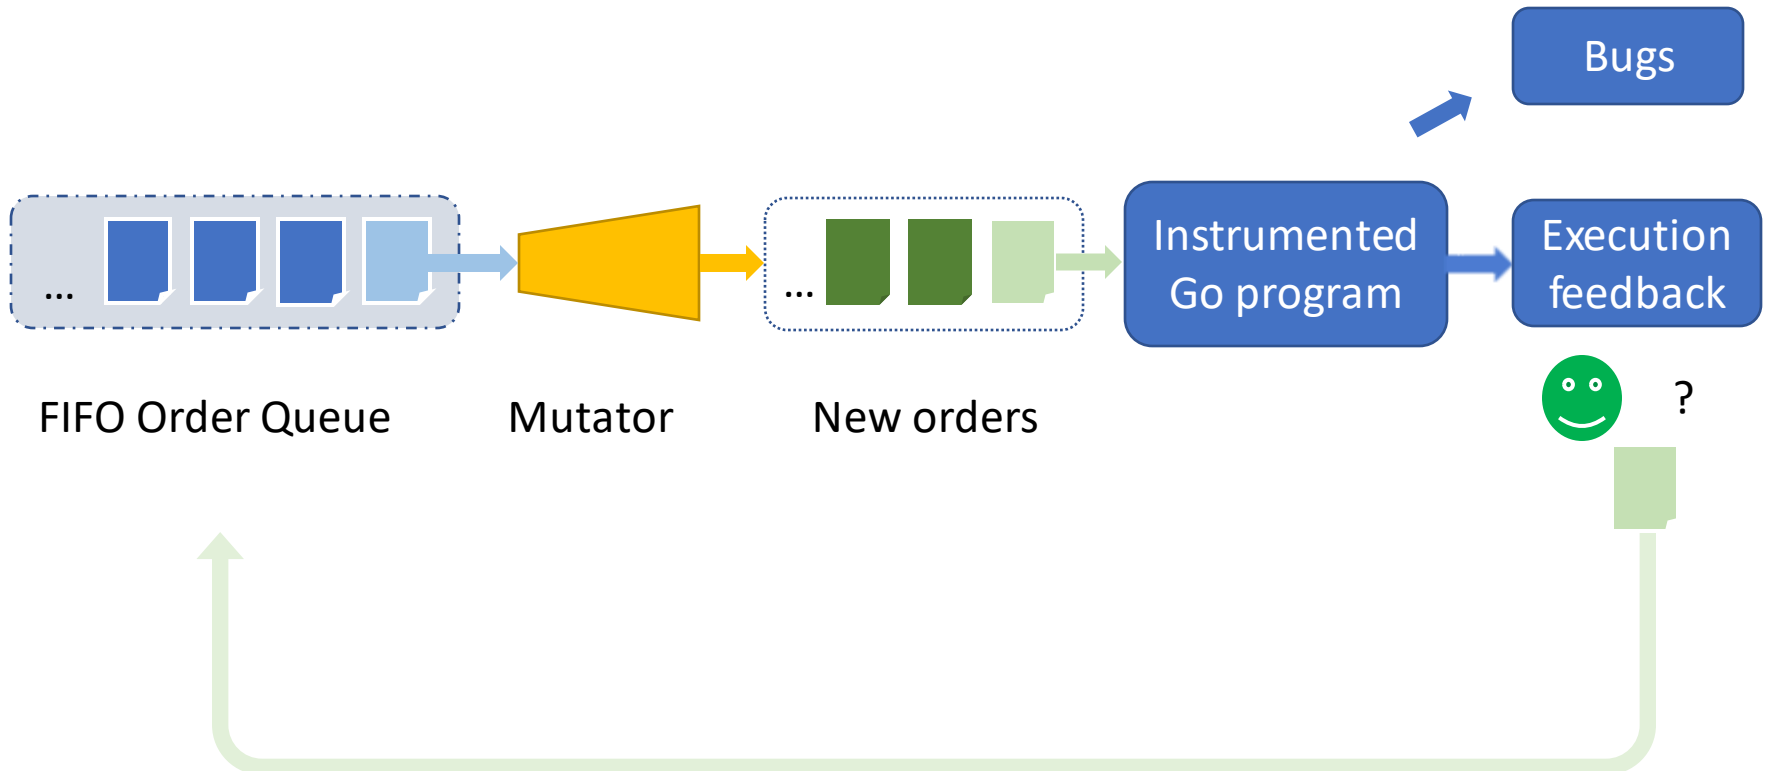 Bugs
...
...
Instrumented
Go program
Execution
feedback
FIFO Order Queue
Mutator
New orders
?